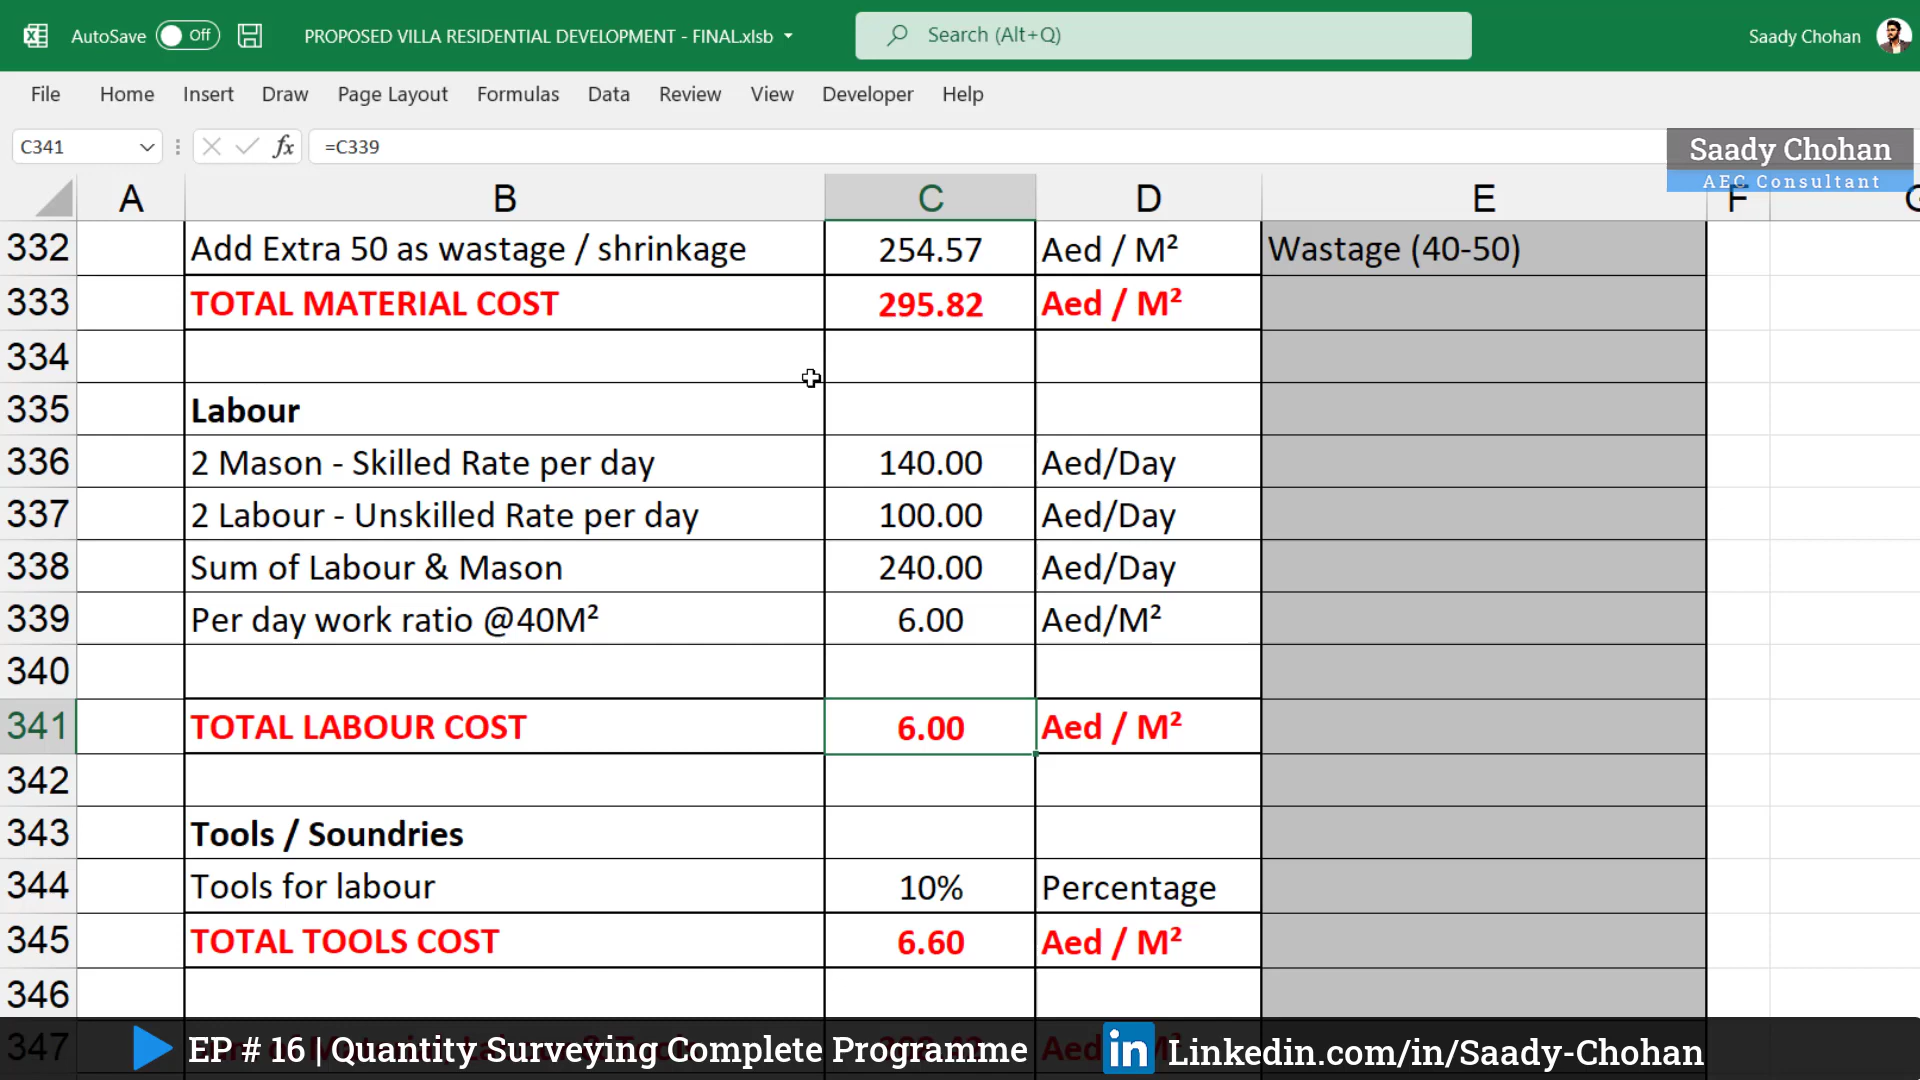 AutoSave Off PROPOSED VILLA RESIDENTIAL DEVELOPMENT - FINAL.xlsb Search (Alt+Q) Saady Chohan
File Home Insert Draw Page Layout Formulas Data Review View Developer Help
C341 fx =C339
Saady Chohan
AEC Consultant
A B C D E F
332 Add Extra 50 as wastage / shrinkage 254.57 Aed / M² Wastage (40-50)
333 TOTAL MATERIAL COST 295.82 Aed / M²
334
335 Labour
336 2 Mason - Skilled Rate per day 140.00 Aed/Day
337 2 Labour - Unskilled Rate per day 100.00 Aed/Day
338 Sum of Labour & Mason 240.00 Aed/Day
339 Per day work ratio @40M² 6.00 Aed/M²
340
341 TOTAL LABOUR COST 6.00 Aed / M²
342
343 Tools / Soundries
344 Tools for labour 10% Percentage
345 TOTAL TOOLS COST 6.60 Aed / M²
346
347
EP # 16 | Quantity Surveying Complete Programme in Linkedin.com/in/Saady-Chohan